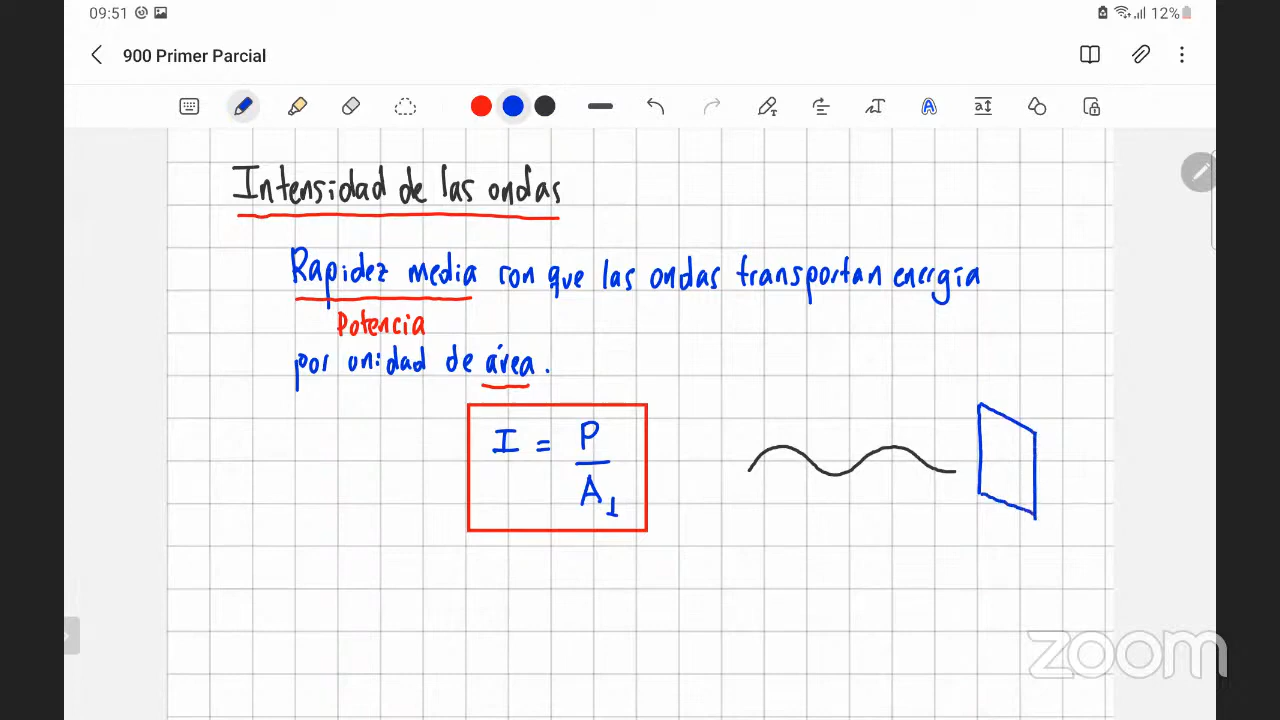 09:51
12%
900 Primer Parcial
Intensidad de las ondas
Rapidez media con que las ondas transportan energía
Potencia
por unidad de área.
I = P / A⊥
zoom